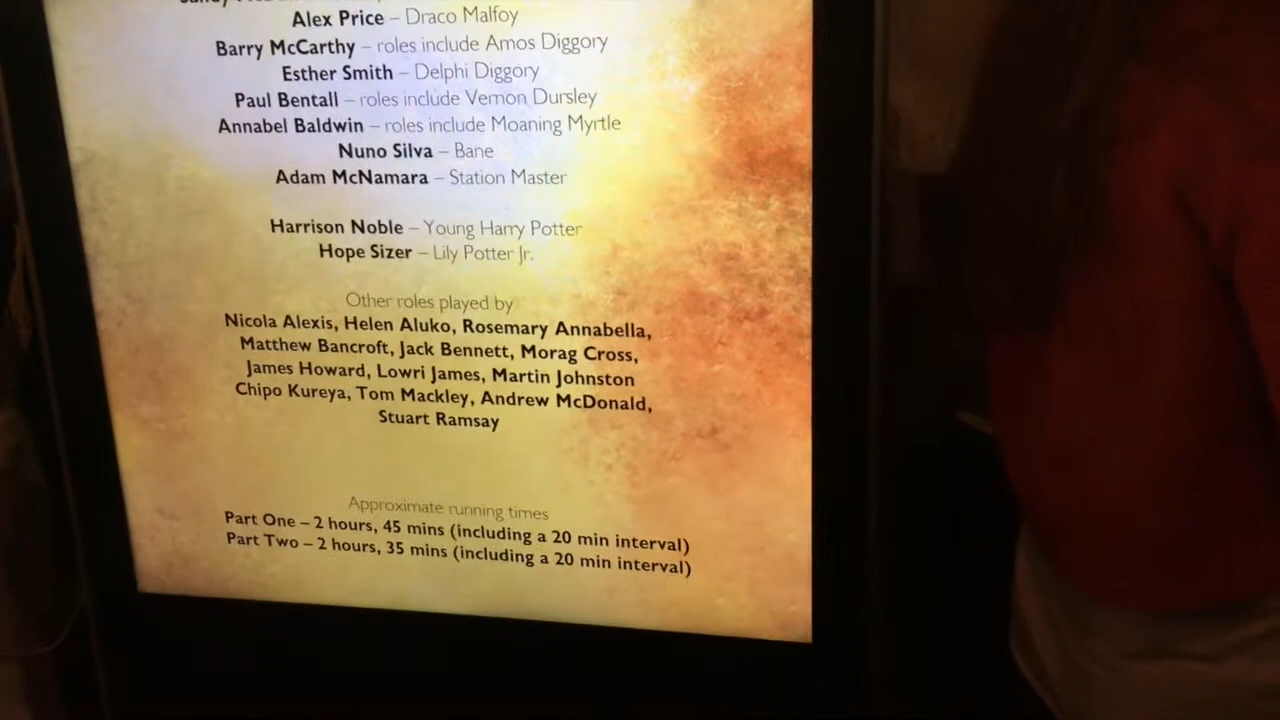 Alex Price – Draco Malfoy
Barry McCarthy – roles include Amos Diggory
Esther Smith – Delphi Diggory
Paul Bentall – roles include Vernon Dursley
Annabel Baldwin – roles include Moaning Myrtle
Nuno Silva – Bane
Adam McNamara – Station Master
Harrison Noble – Young Harry Potter
Hope Sizer – Lily Potter Jr.
Other roles played by
Nicola Alexis, Helen Aluko, Rosemary Annabella,
Matthew Bancroft, Jack Bennett, Morag Cross,
James Howard, Lowri James, Martin Johnston
Chipo Kureya, Tom Mackley, Andrew McDonald,
Stuart Ramsay
Approximate running times
Part One – 2 hours, 45 mins (including a 20 min interval)
Part Two – 2 hours, 35 mins (including a 20 min interval)